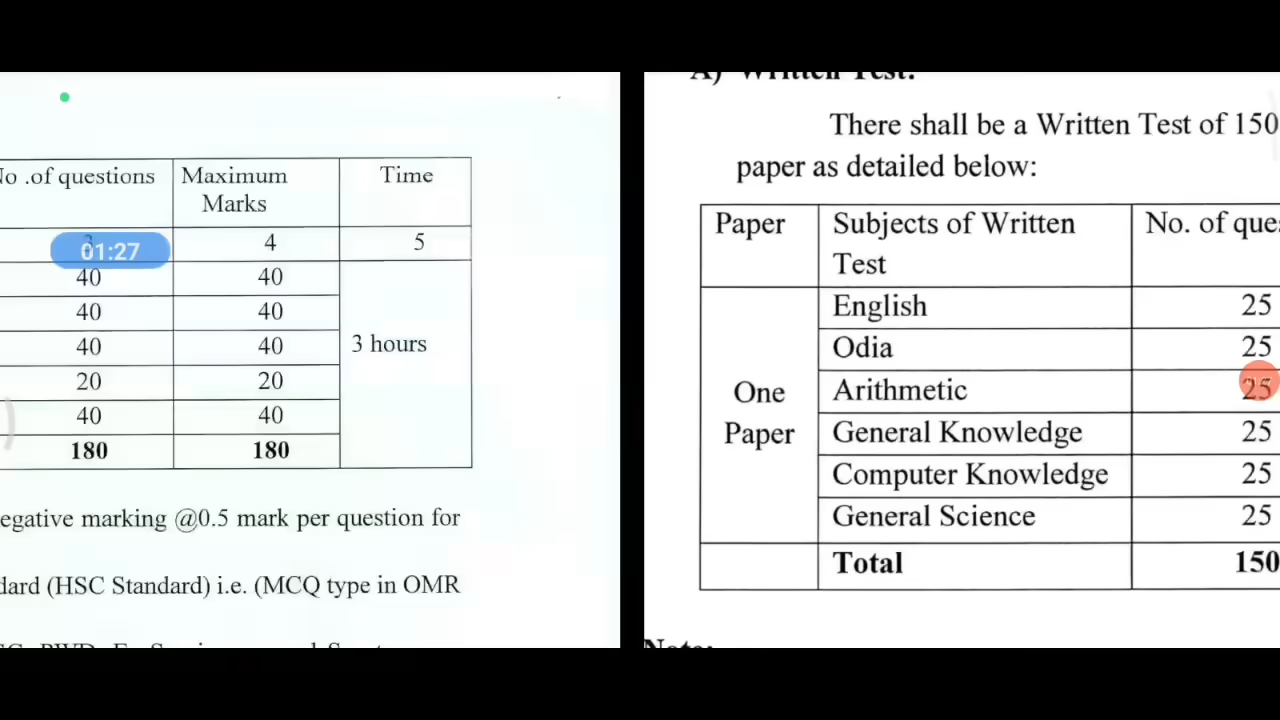 No .of questions Maximum Marks Time
01:27 4 5
40 40
40 40
40 40 3 hours
20 20
40 40
180 180
egative marking @0.5 mark per question for
dard (HSC Standard) i.e. (MCQ type in OMR
A) Written Test:
There shall be a Written Test of 150
paper as detailed below:
Paper Subjects of Written Test No. of que
English 25
Odia 25
One Paper Arithmetic 25
General Knowledge 25
Computer Knowledge 25
General Science 25
Total 150
Note: